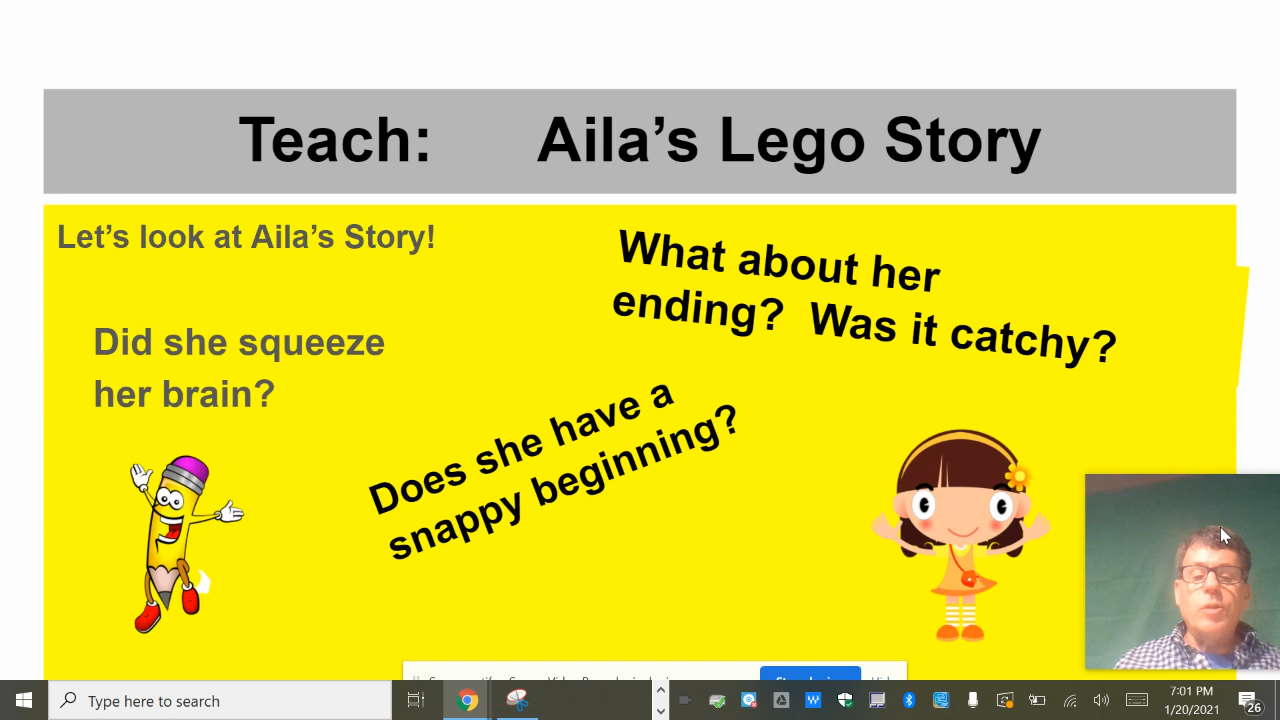 Teach: Aila’s Lego Story
Let’s look at Aila’s Story!
What about her
ending? Was it catchy?
Did she squeeze
her brain?
Does she have a
snappy beginning?
Type here to search
7:01 PM
1/20/2021
26